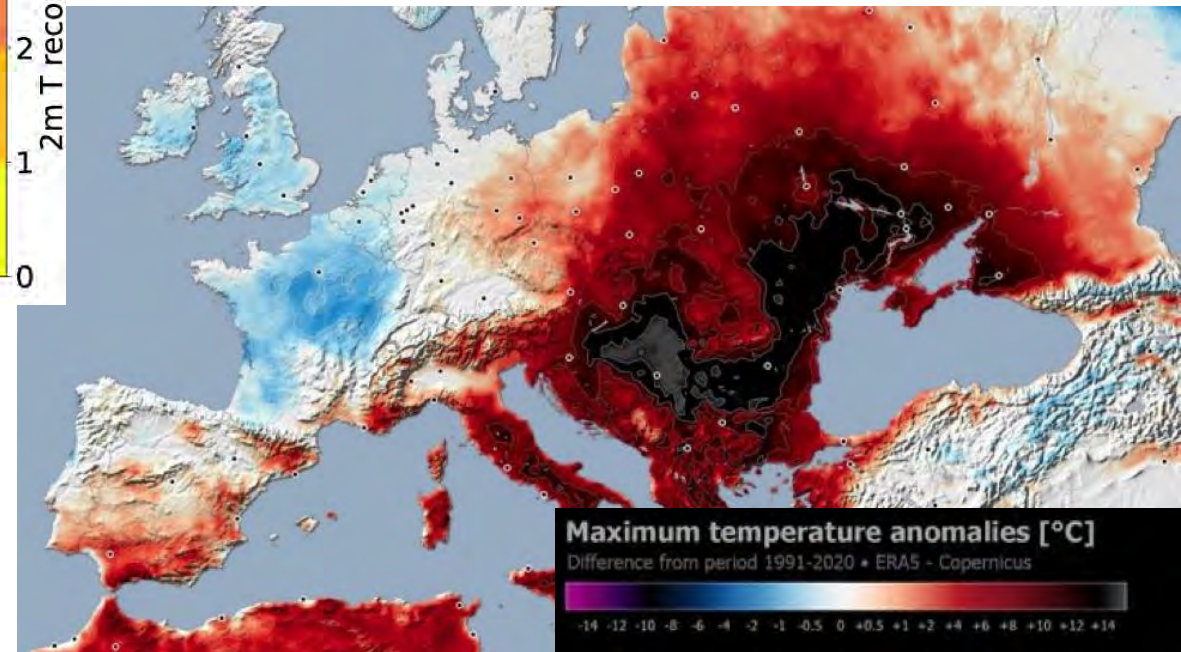 2
1
0
2m T reco
Maximum temperature anomalies [°C]
Difference from period 1991-2020 • ERA5 - Copernicus
-14 -12 -10 -8 -6 -4 -2 -1 -0.5 0 +0.5 +1 +2 +4 +6 +8 +10 +12 +14